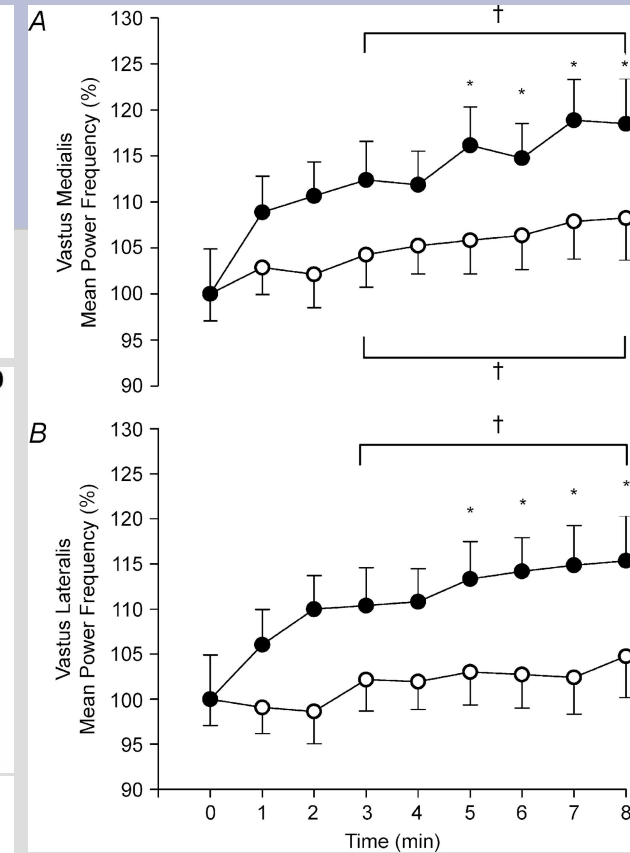 A
†
130
125
120
115
110
105
100
95
90
Vastus Medialis
Mean Power Frequency (%)
* * * *
†
B
†
130
125
120
115
110
105
100
95
90
Vastus Lateralis
Mean Power Frequency (%)
* * * *
0 1 2 3 4 5 6 7 8
Time (min)